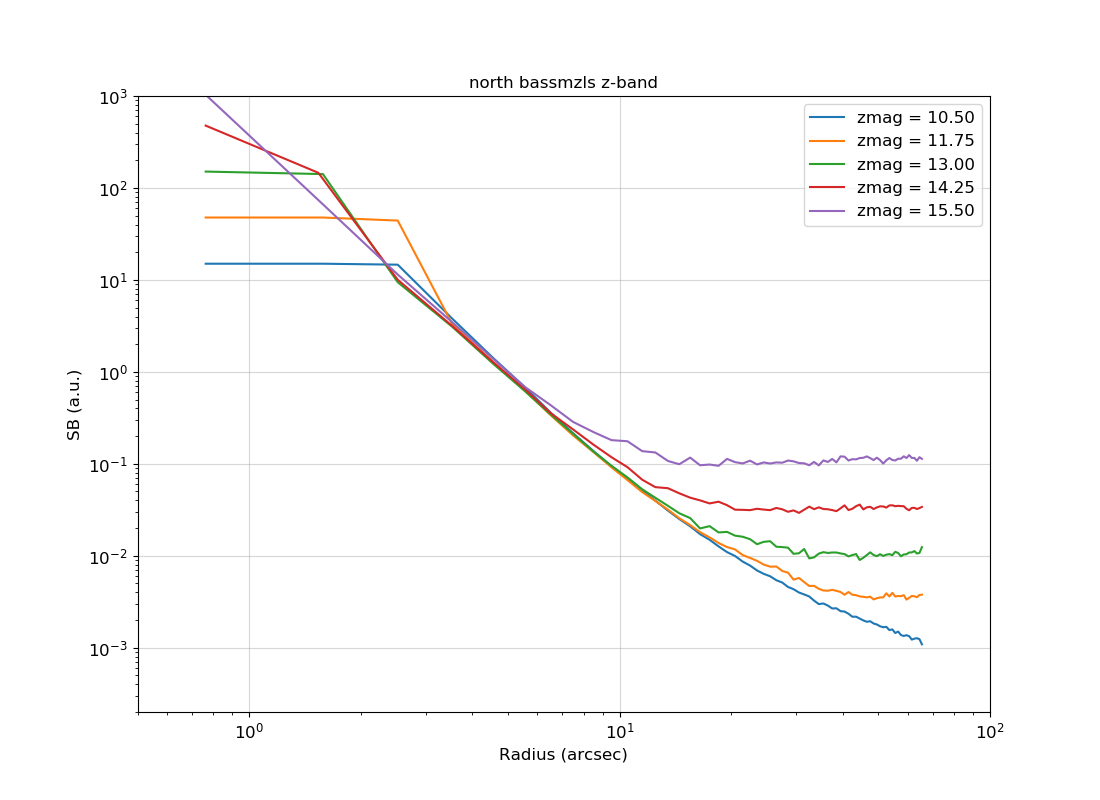 north bassmzls z-band
zmag = 10.50
zmag = 11.75
zmag = 13.00
zmag = 14.25
zmag = 15.50
SB (a.u.)
10³
10²
10¹
10⁰
10⁻¹
10⁻²
10⁻³
10⁰ 10¹ 10²
Radius (arcsec)